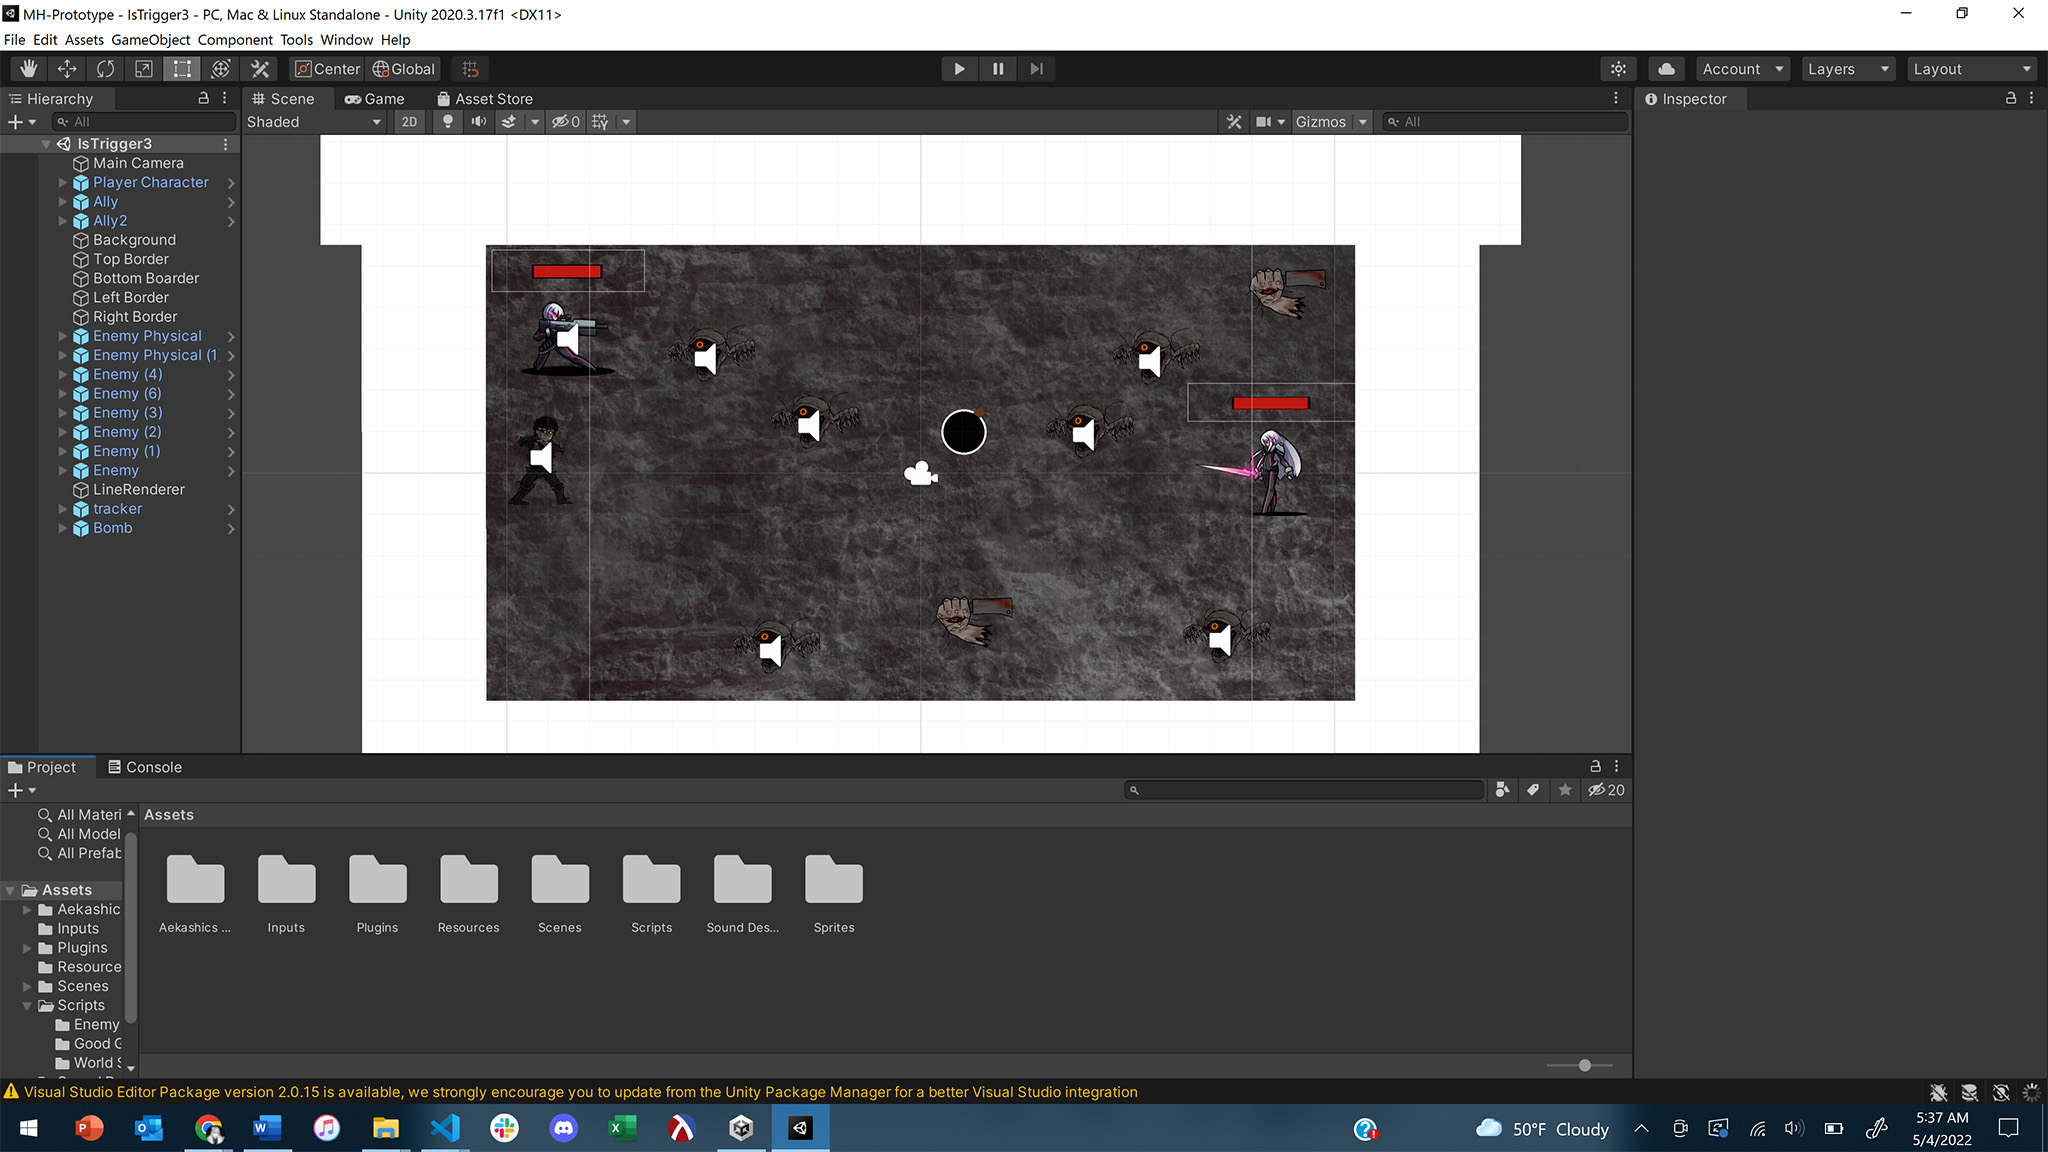 MH-Prototype - IsTrigger3 - PC, Mac & Linux Standalone - Unity 2020.3.17f1 <DX11>
File Edit Assets GameObject Component Tools Window Help
Center Global Account Layers Layout
Hierarchy
Scene Game Asset Store
Inspector
All
Shaded 2D 0 Gizmos All
IsTrigger3
Main Camera
Player Character
Ally
Ally2
Background
Top Border
Bottom Boarder
Left Border
Right Border
Enemy Physical
Enemy Physical (1
Enemy (4)
Enemy (6)
Enemy (3)
Enemy (2)
Enemy (1)
Enemy
LineRenderer
tracker
Bomb
Project Console
20
All Materi
All Model
All Prefab
Assets
Aekashic
Inputs
Plugins
Resource
Scenes
Scripts
Enemy
Good G
World S
Assets
Aekashics ... Inputs Plugins Resources Scenes Scripts Sound Des... Sprites
Visual Studio Editor Package version 2.0.15 is available, we strongly encourage you to update from the Unity Package Manager for a better Visual Studio integration
50°F Cloudy
5:37 AM
5/4/2022